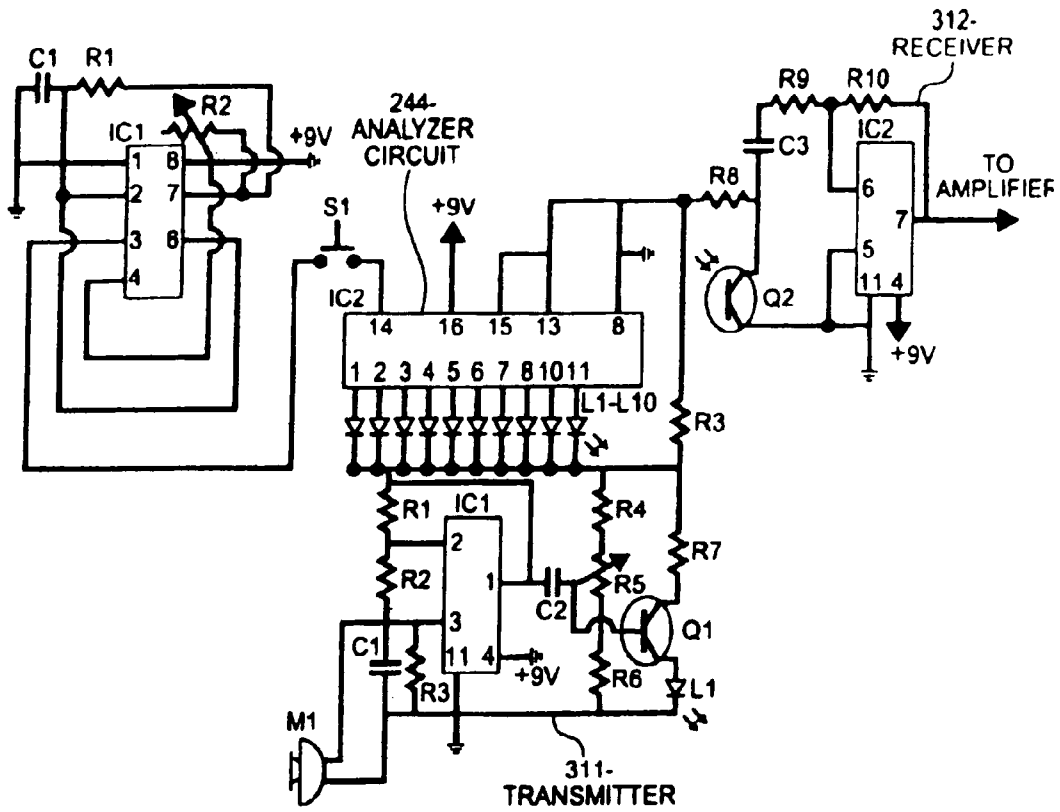 312-
RECEIVER
C1
R1
R2
IC1
+9V
1
2
3
4
8
7
6
244-
ANALYZER
CIRCUIT
S1
+9V
R9
R10
IC2
C3
R8
6
5
7
11
4
TO
AMPLIFIER
Q2
+9V
IC2
14
16
15
13
8
1 2 3 4 5 6 7 8 10 11
L1-L10
R3
R1
IC1
R4
R7
2
R2
1
C2
R5
3
C1
11
4
+9V
R3
R6
Q1
L1
M1
311-
TRANSMITTER